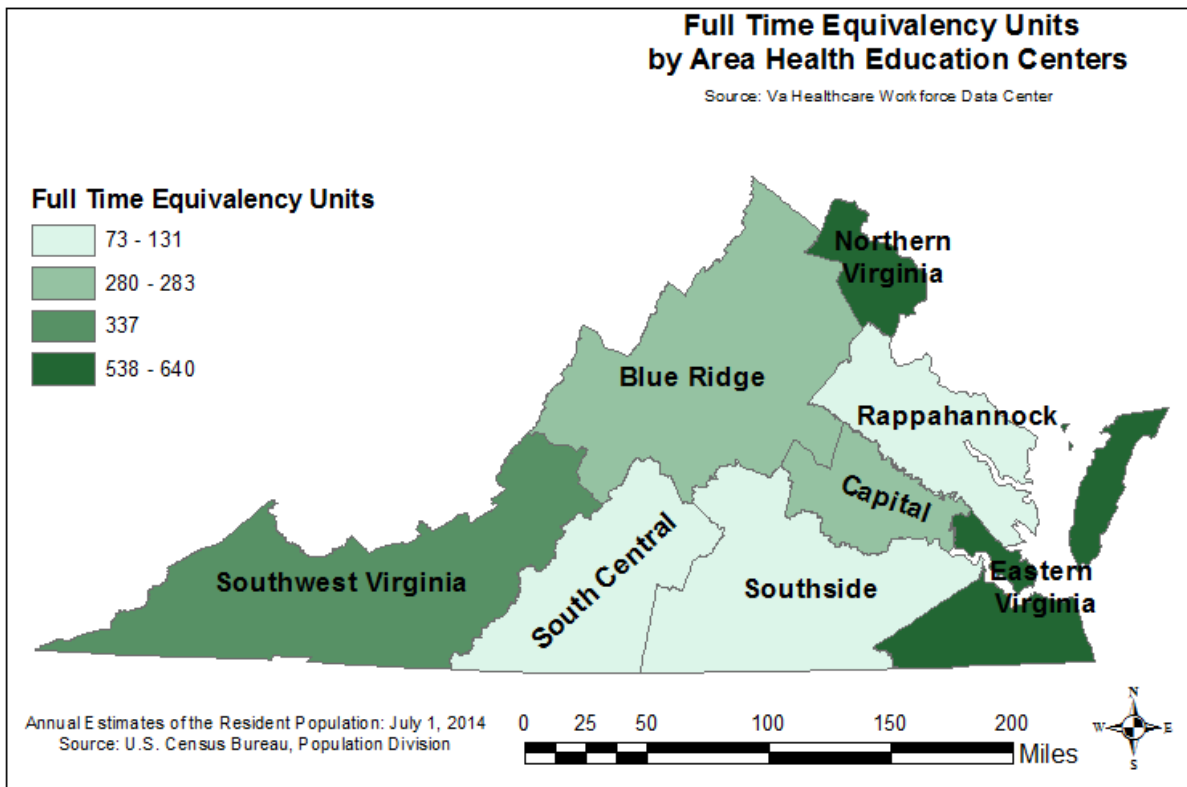 Full Time Equivalency Units
by Area Health Education Centers
Source: Va Healthcare Workforce Data Center
Full Time Equivalency Units
73 - 131
280 - 283
337
538 - 640
Northern
Virginia
Blue Ridge
Rappahannock
Capital
Southwest Virginia
South Central
Southside
Eastern
Virginia
Annual Estimates of the Resident Population: July 1, 2014
Source: U.S. Census Bureau, Population Division
0 25 50 100 150 200
Miles
N
W E
S